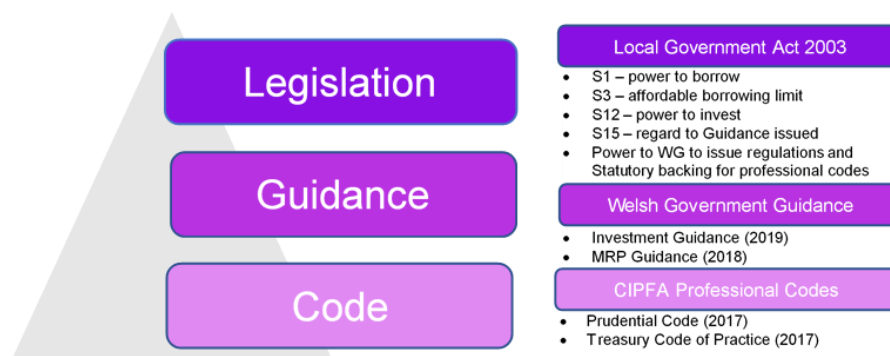 Legislation
Local Government Act 2003
• S1 – power to borrow
• S3 – affordable borrowing limit
• S12 – power to invest
• S15 – regard to Guidance issued
• Power to WG to issue regulations and
Statutory backing for professional codes
Guidance
Welsh Government Guidance
• Investment Guidance (2019)
• MRP Guidance (2018)
Code
CIPFA Professional Codes
• Prudential Code (2017)
• Treasury Code of Practice (2017)